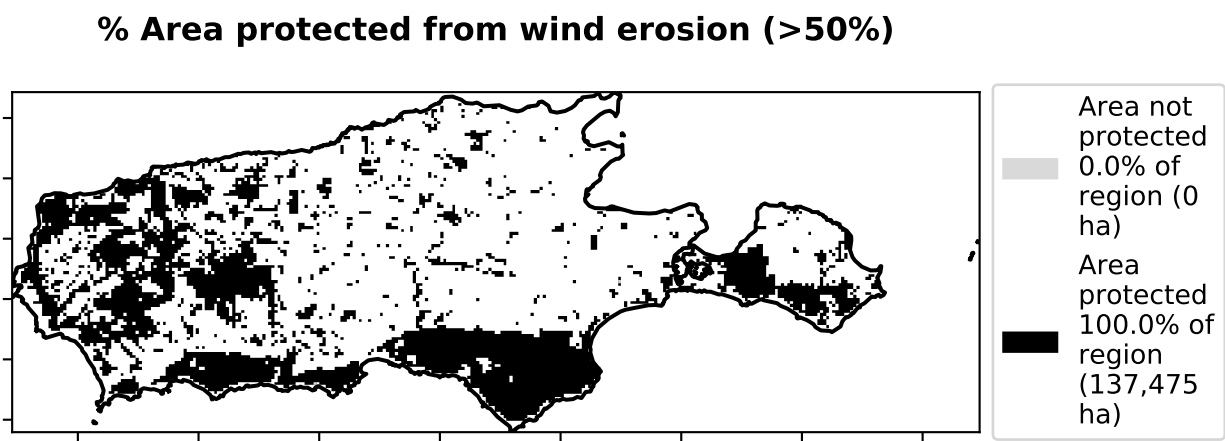 % Area protected from wind erosion (>50%)
Area not
protected
0.0% of
region (0
ha)
Area
protected
100.0% of
region
(137,475
ha)